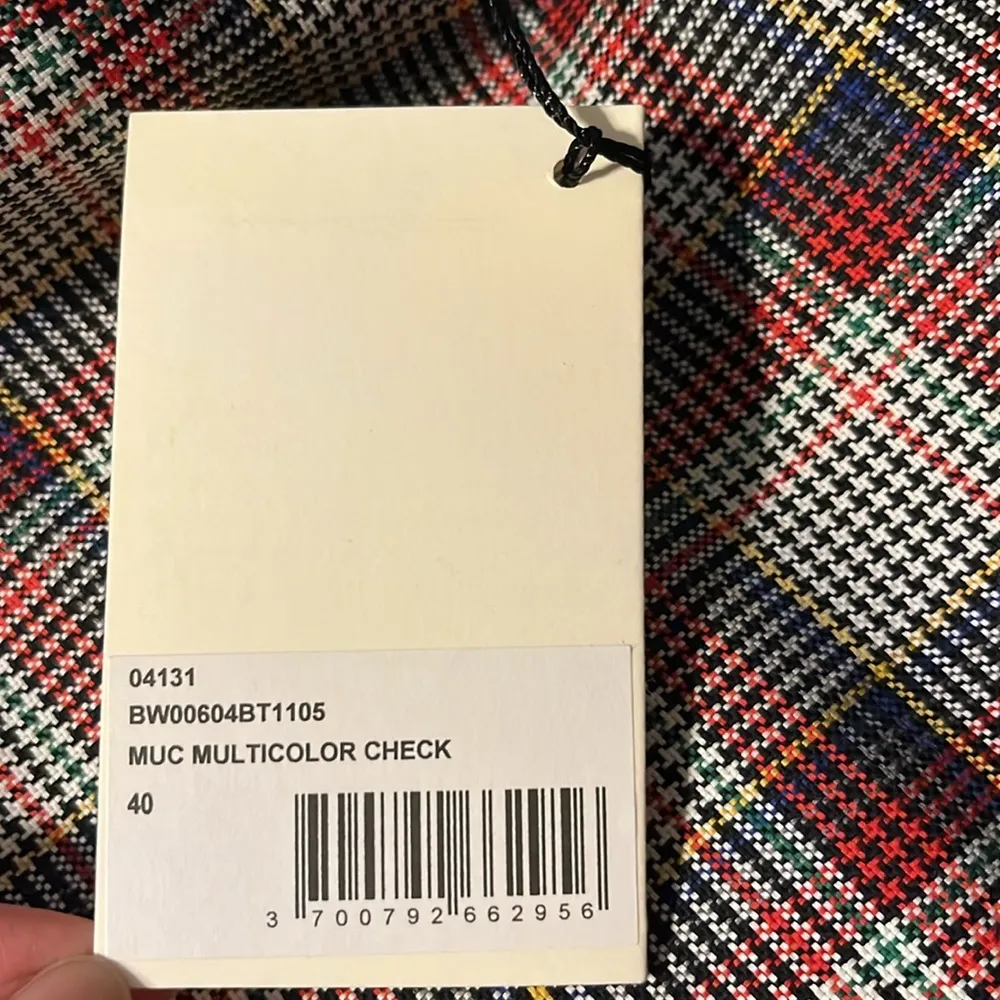 04131
BW00604BT1105
MUC MULTICOLOR CHECK
40
3 700792 662956